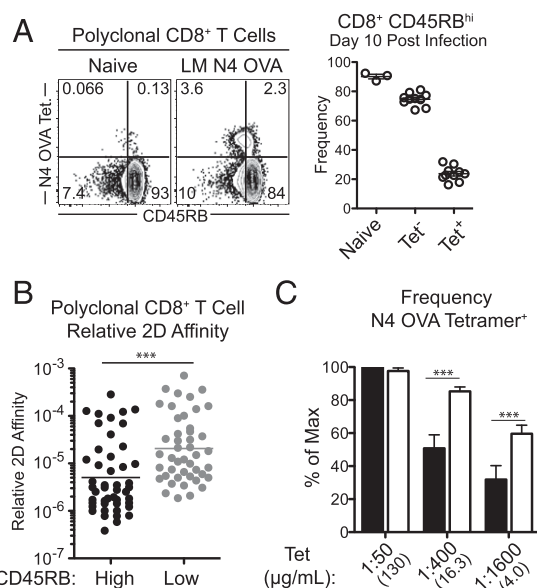 A
Polyclonal CD8⁺ T Cells
Naive
LM N4 OVA
0.066
0.13
7.4
93
3.6
2.3
10
84
N4 OVA Tet.
CD45RB
CD8⁺ CD45RBʰⁱ
Day 10 Post Infection
Frequency
100
80
60
40
20
0
Naive
Tet⁻
Tet⁺
B
Polyclonal CD8⁺ T Cell
Relative 2D Affinity
***
Relative 2D Affinity
10⁻³
10⁻⁴
10⁻⁵
10⁻⁶
10⁻⁷
CD45RB: High Low
C
Frequency
N4 OVA Tetramer⁺
% of Max
100
80
60
40
20
0
***
***
Tet
(µg/mL):
1:50
(130)
1:400
(16.3)
1:1600
(4.0)